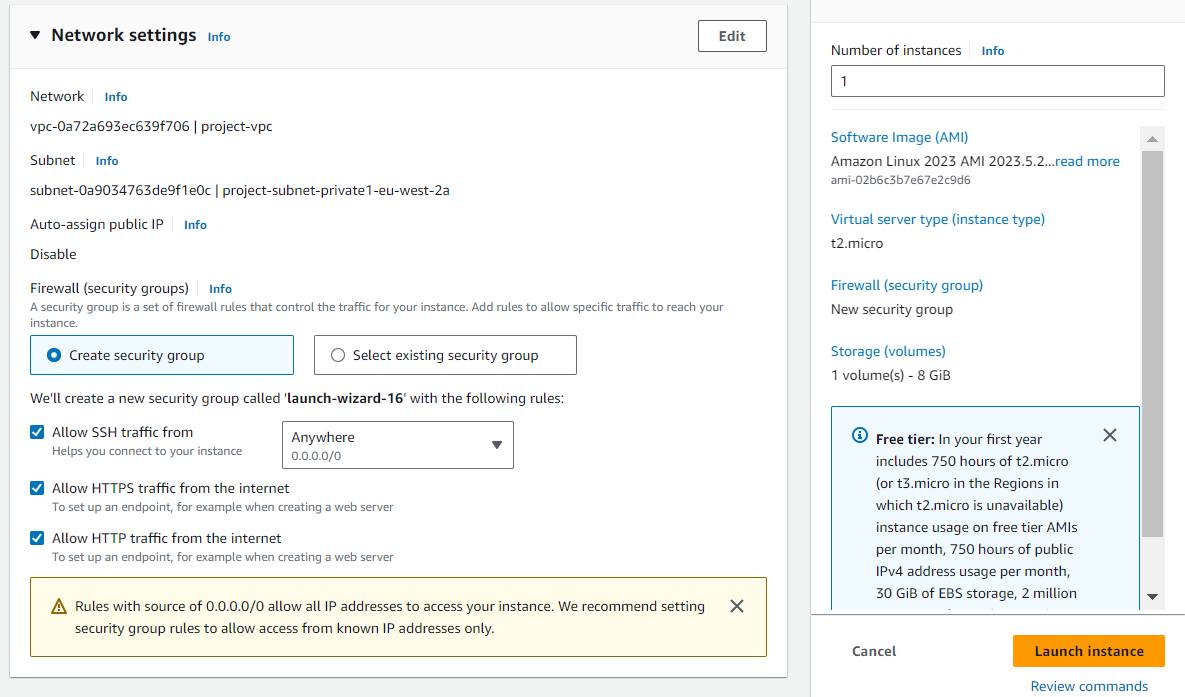 Network settings Info
Edit
Network Info
vpc-0a72a693ec639f706 | project-vpc
Subnet Info
subnet-0a9034763de9f1e0c | project-subnet-private1-eu-west-2a
Auto-assign public IP Info
Disable
Firewall (security groups) Info
A security group is a set of firewall rules that control the traffic for your instance. Add rules to allow specific traffic to reach your
instance.
Create security group
Select existing security group
We'll create a new security group called 'launch-wizard-16' with the following rules:
Allow SSH traffic from
Helps you connect to your instance
Anywhere
0.0.0.0/0
Allow HTTPS traffic from the internet
To set up an endpoint, for example when creating a web server
Allow HTTP traffic from the internet
To set up an endpoint, for example when creating a web server
Rules with source of 0.0.0.0/0 allow all IP addresses to access your instance. We recommend setting
security group rules to allow access from known IP addresses only.
Number of instances Info
1
Software Image (AMI)
Amazon Linux 2023 AMI 2023.5.2...read more
ami-02b6c3b7e67e2c9d6
Virtual server type (instance type)
t2.micro
Firewall (security group)
New security group
Storage (volumes)
1 volume(s) - 8 GiB
Free tier: In your first year
includes 750 hours of t2.micro
(or t3.micro in the Regions in
which t2.micro is unavailable)
instance usage on free tier AMIs
per month, 750 hours of public
IPv4 address usage per month,
30 GiB of EBS storage, 2 million
Cancel
Launch instance
Review commands